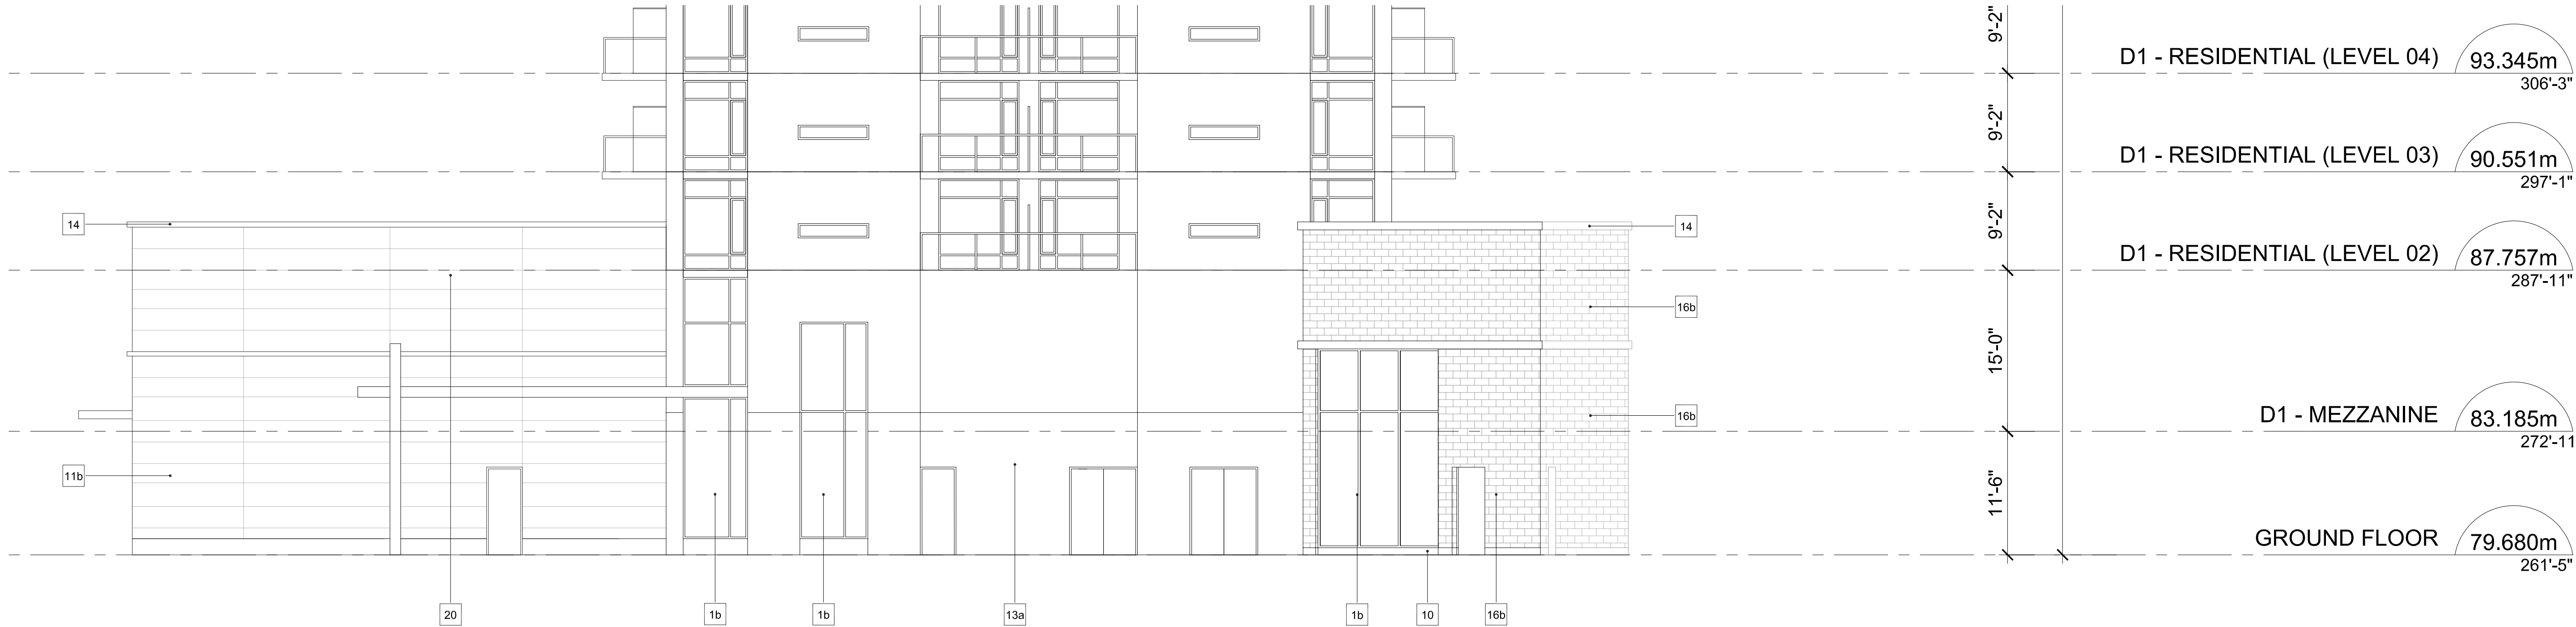 9'-2"
D1 - RESIDENTIAL (LEVEL 04) 93.345m
306'-3"
9'-2"
D1 - RESIDENTIAL (LEVEL 03) 90.551m
297'-1"
14
14
9'-2"
D1 - RESIDENTIAL (LEVEL 02) 87.757m
287'-11"
16b
15'-0"
16b
D1 - MEZZANINE 83.185m
272'-11
11b
11'-6"
GROUND FLOOR 79.680m
261'-5"
20
1b
1b
13a
1b
10
16b